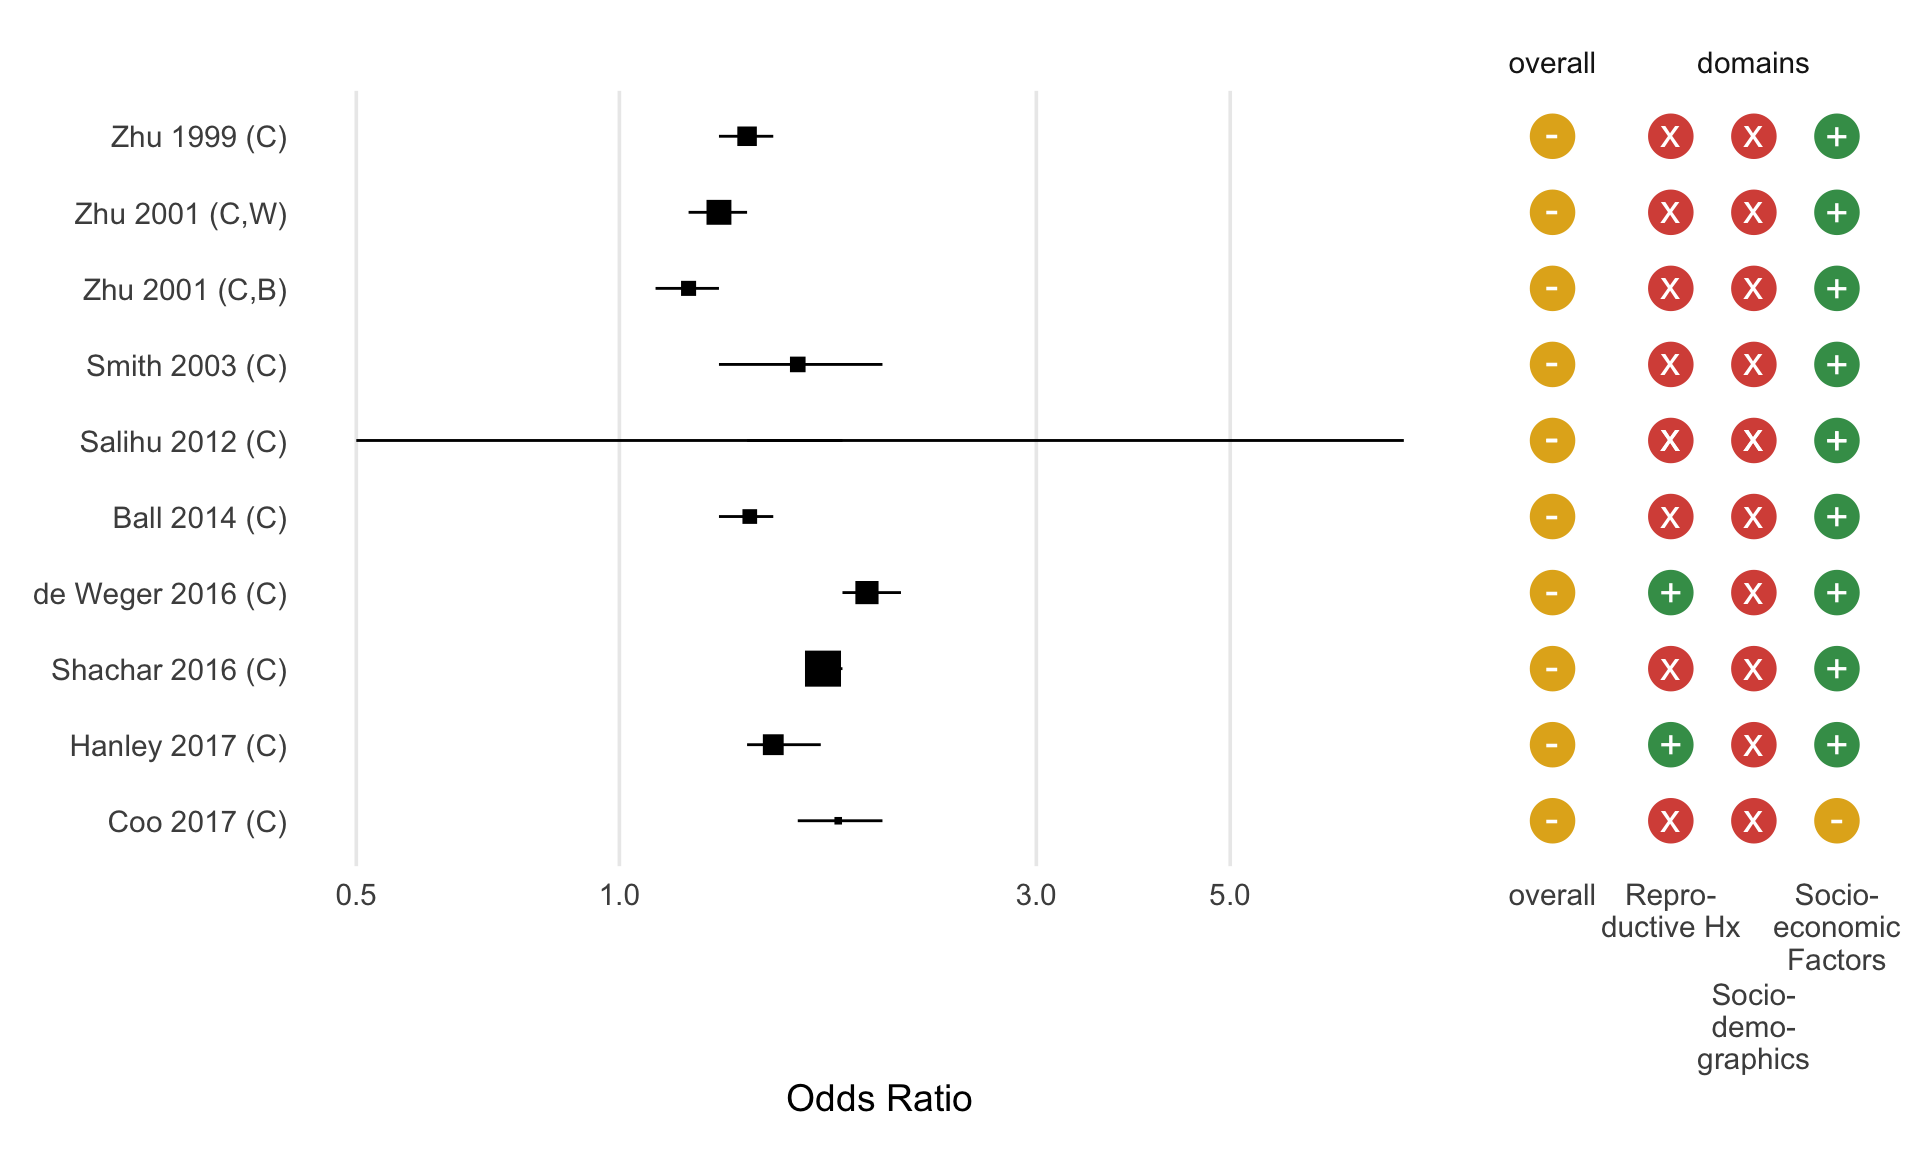 overall domains
Zhu 1999 (C) - x x +
Zhu 2001 (C,W) - x x +
Zhu 2001 (C,B) - x x +
Smith 2003 (C) - x x +
Salihu 2012 (C) - x x +
Ball 2014 (C) - x x +
de Weger 2016 (C) - + x +
Shachar 2016 (C) - x x +
Hanley 2017 (C) - + x +
Coo 2017 (C) - x x -
0.5 1.0 3.0 5.0
overall
Repro-
ductive Hx
Socio-
demo-
graphics
Socio-
economic
Factors
Odds Ratio